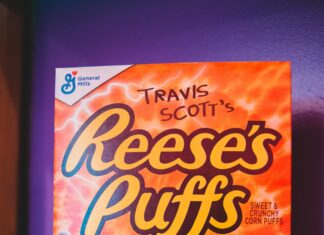 General
Mills
TRAVIS
SCOTT'S
Reese's
Puffs
SWEET &
CRUNCHY
CORN PUFFS